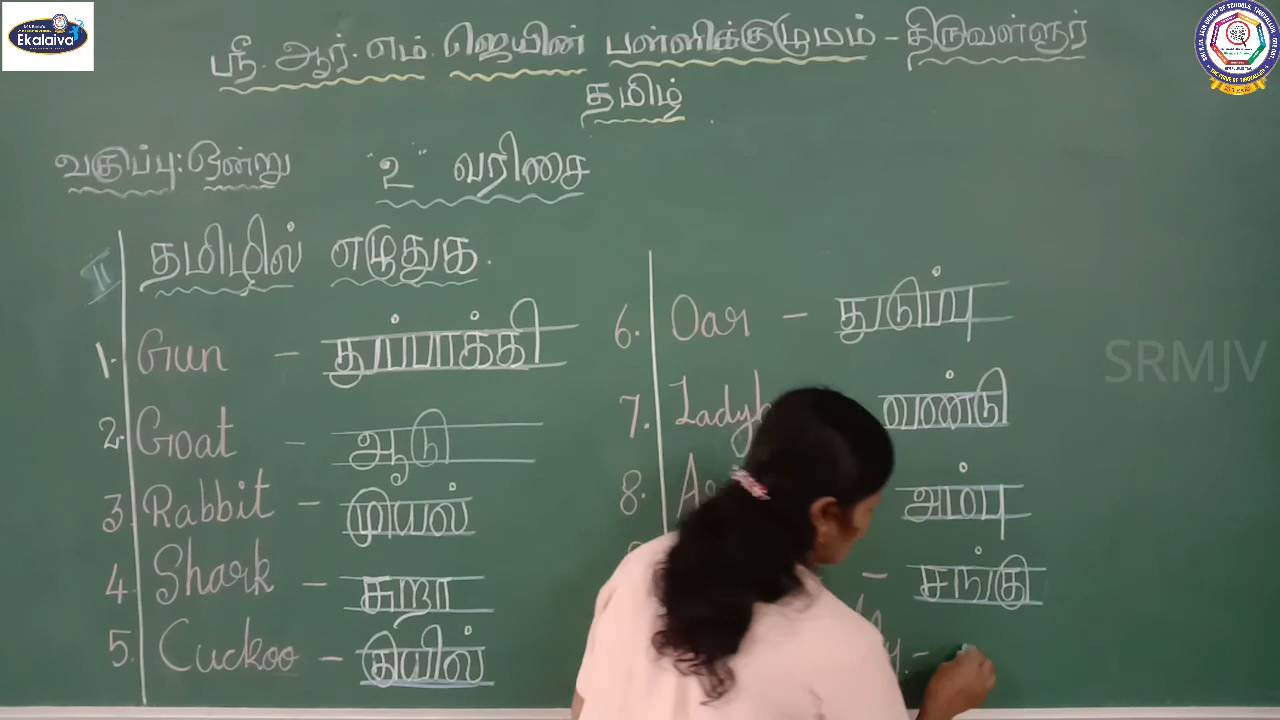 Ekalaiva
ஸ்ரீ. ஆர். எம். ஜெயின் பள்ளிக்குழுமம் - திருவள்ளூர்
தமிழ்
வகுப்பு: ஒன்று "உ" வரிசை
II தமிழில் எழுதுக.
1. Gun - துப்பாக்கி
2. Goat - ஆடு
3. Rabbit - முயல்
4. Shark - சுறா
5. Cuckoo - குயில்
6. Oar - துடுப்பு
7. வண்டு
8. அம்பு
- சங்கு
SRMJV